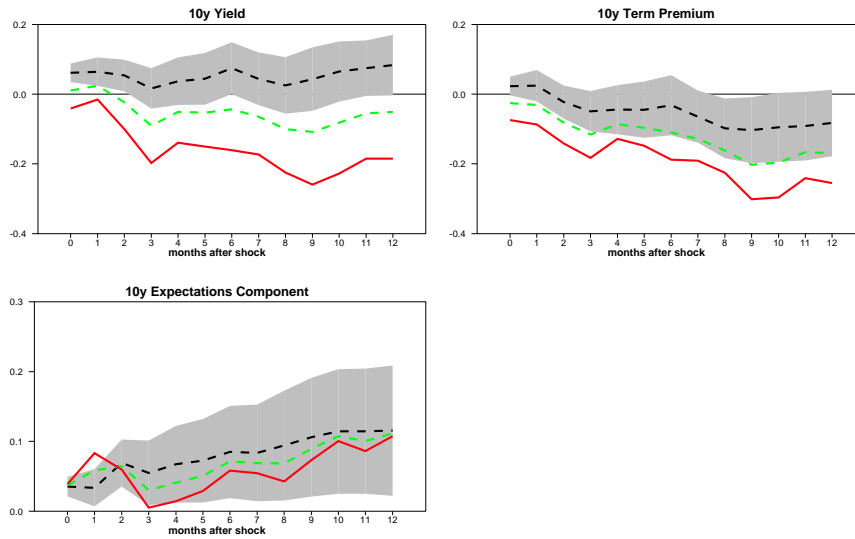 10y Yield
0.2
0.0
-0.2
-0.4
0 1 2 3 4 5 6 7 8 9 10 11 12
months after shock
10y Term Premium
0.2
0.0
-0.2
-0.4
0 1 2 3 4 5 6 7 8 9 10 11 12
months after shock
10y Expectations Component
0.3
0.2
0.1
0.0
0 1 2 3 4 5 6 7 8 9 10 11 12
months after shock